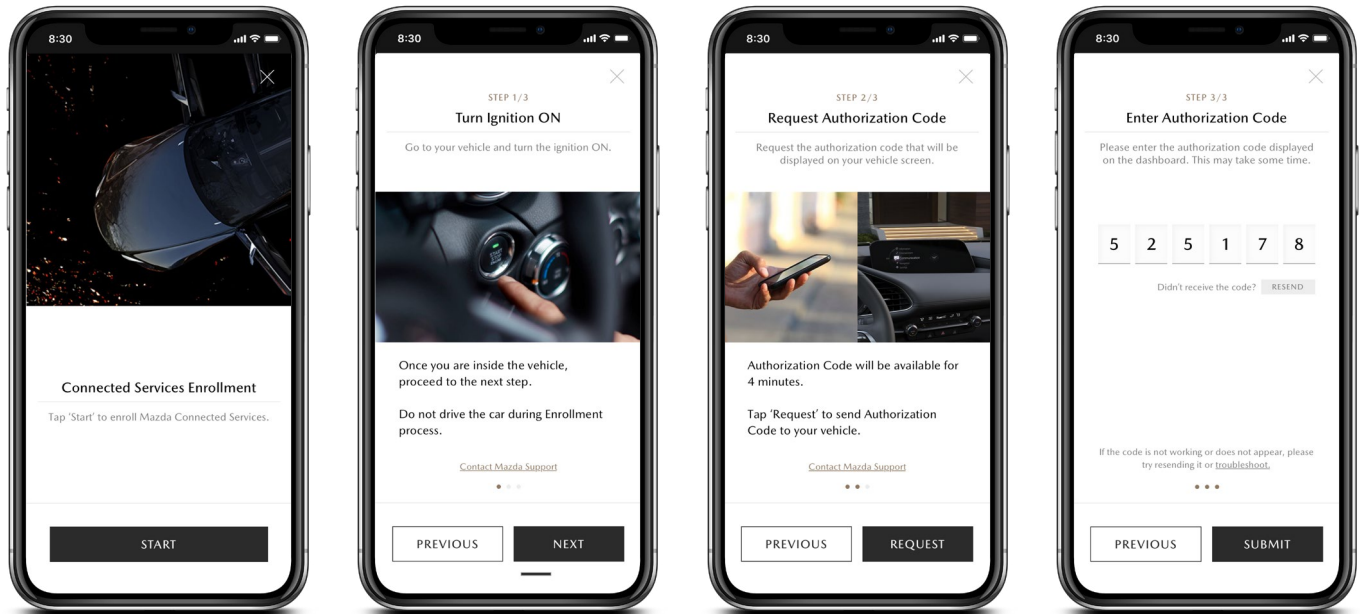 8:30
Connected Services Enrollment
Tap ‘Start’ to enroll Mazda Connected Services.
START
8:30
STEP 1/3
Turn Ignition ON
Go to your vehicle and turn the ignition ON.
Once you are inside the vehicle,
proceed to the next step.
Do not drive the car during Enrollment
process.
Contact Mazda Support
PREVIOUS
NEXT
8:30
STEP 2/3
Request Authorization Code
Request the authorization code that will be
displayed on your vehicle screen.
Authorization Code will be available for
4 minutes.
Tap ‘Request’ to send Authorization
Code to your vehicle.
Contact Mazda Support
PREVIOUS
REQUEST
8:30
STEP 3/3
Enter Authorization Code
Please enter the authorization code displayed
on the dashboard. This may take some time.
5 2 5 1 7 8
Didn't receive the code? RESEND
If the code is not working or does not appear, please
try resending it or troubleshoot.
PREVIOUS
SUBMIT